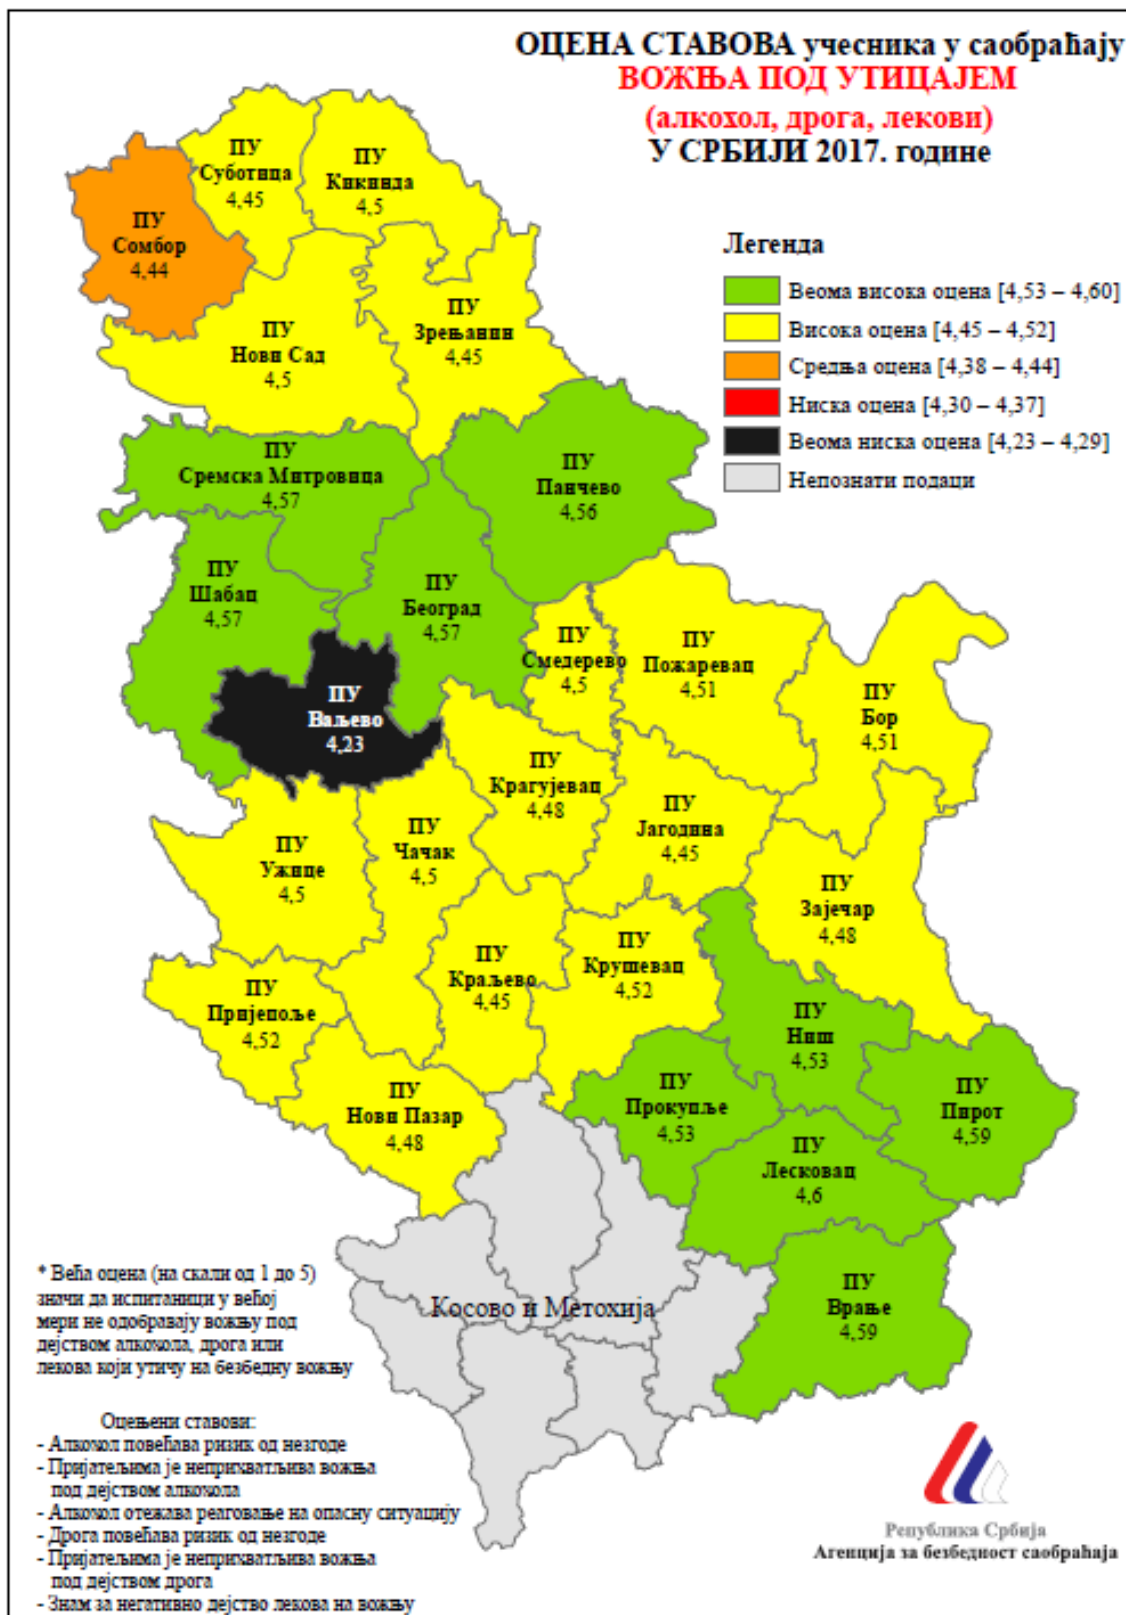 ОЦЕНА СТАВОВА учесника у саобраћају
ВОЖЊА ПОД УТИЦАЈЕМ
(алкохол, дрога, лекови)
У СРБИЈИ 2017. године
ПУ
Суботица
4,45
ПУ
Кикинда
4,5
ПУ
Сомбор
4,44
ПУ
Нови Сад
4,5
ПУ
Зрењанин
4,45
Легенда
Веома висока оцена [4,53 – 4,60]
Висока оцена [4,45 – 4,52]
Средња оцена [4,38 – 4,44]
Ниска оцена [4,30 – 4,37]
Веома ниска оцена [4,23 – 4,29]
Непознати подаци
ПУ
Сремска Митровица
4,57
ПУ
Панчево
4,56
ПУ
Шабац
4,57
ПУ
Београд
4,57
ПУ
Смедерево
4,5
ПУ
Пожаревац
4,51
ПУ
Бор
4,51
ПУ
Ваљево
4,23
ПУ
Крагујевац
4,48
ПУ
Јагодина
4,45
ПУ
Ужице
4,5
ПУ
Чачак
4,5
ПУ
Зајечар
4,48
ПУ
Краљево
4,45
ПУ
Крушевац
4,52
ПУ
Пријепоље
4,52
ПУ
Ниш
4,53
ПУ
Нови Пазар
4,48
ПУ
Прокупље
4,53
ПУ
Пирот
4,59
ПУ
Лесковац
4,6
ПУ
Врање
4,59
Косово и Метохија
* Већа оцена (на скали од 1 до 5)
значи да испитаници у већој
мери не одобравају вожњу под
дејством алкохола, дрога или
лекова који утичу на безбедну вожњу
Оцењени ставови:
- Алкохол повећава ризик од незгоде
- Пријатељима је неприхватљива вожња
под дејством алкохола
- Алкохол отежава реаговање на опасну ситуацију
- Дрога повећава ризик од незгоде
- Пријатељима је неприхватљива вожња
под дејством дрога
- Знам за негативно дејство лекова на вожњу
Република Србија
Агенција за безбедност саобраћаја